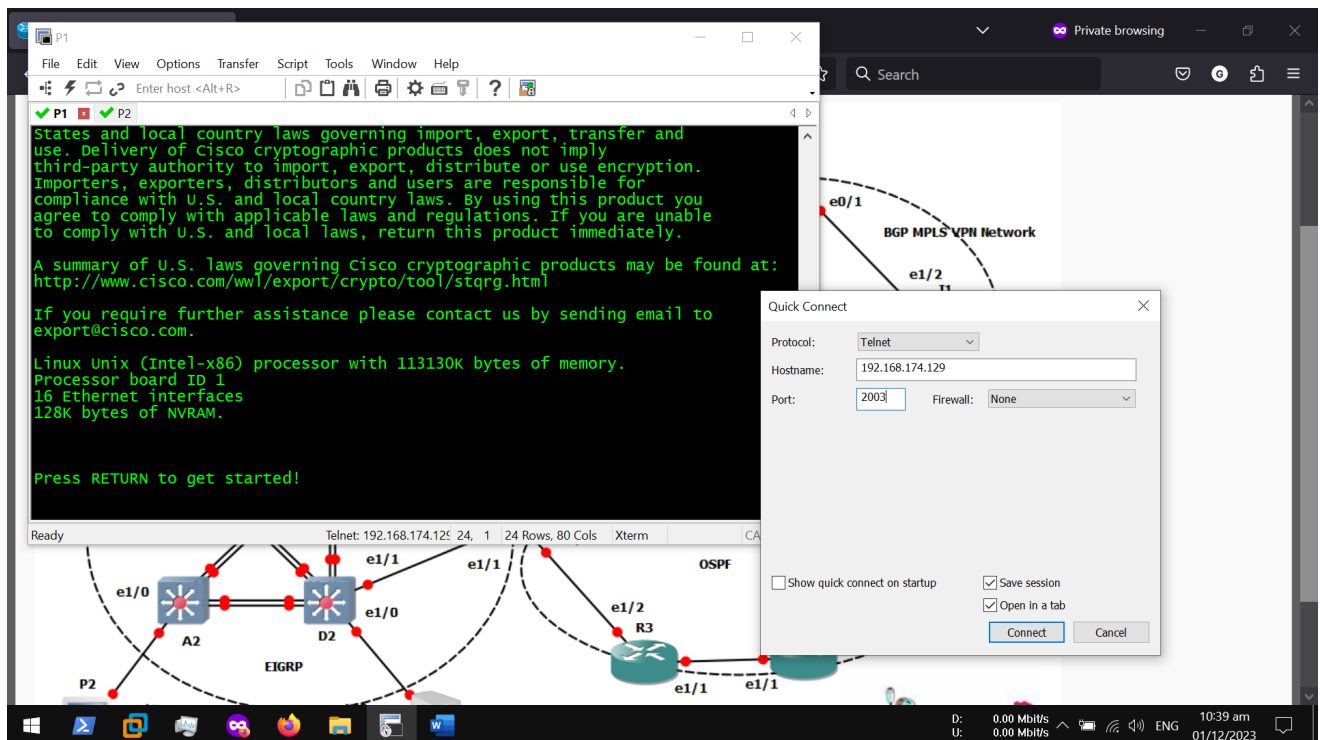 P1
File Edit View Options Transfer Script Tools Window Help
Enter host <Alt+R>
P1 P2
States and local country laws governing import, export, transfer and
use. Delivery of Cisco cryptographic products does not imply
third-party authority to import, export, distribute or use encryption.
Importers, exporters, distributors and users are responsible for
compliance with U.S. and local country laws. By using this product you
agree to comply with applicable laws and regulations. If you are unable
to comply with U.S. and local laws, return this product immediately.
A summary of U.S. laws governing Cisco cryptographic products may be found at:
http://www.cisco.com/wwl/export/crypto/tool/stqrg.html
If you require further assistance please contact us by sending email to
export@cisco.com.
Linux Unix (Intel-x86) processor with 113130K bytes of memory.
Processor board ID 1
16 Ethernet interfaces
128K bytes of NVRAM.
Press RETURN to get started!
Ready Telnet: 192.168.174.129 24, 1 24 Rows, 80 Cols Xterm CA
Private browsing
Search
G
e0/1
BGP MPLS VPN Network
e1/2
Quick Connect
Protocol: Telnet
Hostname: 192.168.174.129
Port: 2003 Firewall: None
Show quick connect on startup
Save session
Open in a tab
Connect Cancel
e1/1
e1/1
OSPF
e1/0
e1/0
e1/2
R3
A2
D2
EIGRP
P2
e1/1
e1/1
D: 0.00 Mbit/s
U: 0.00 Mbit/s
ENG
10:39 am
01/12/2023